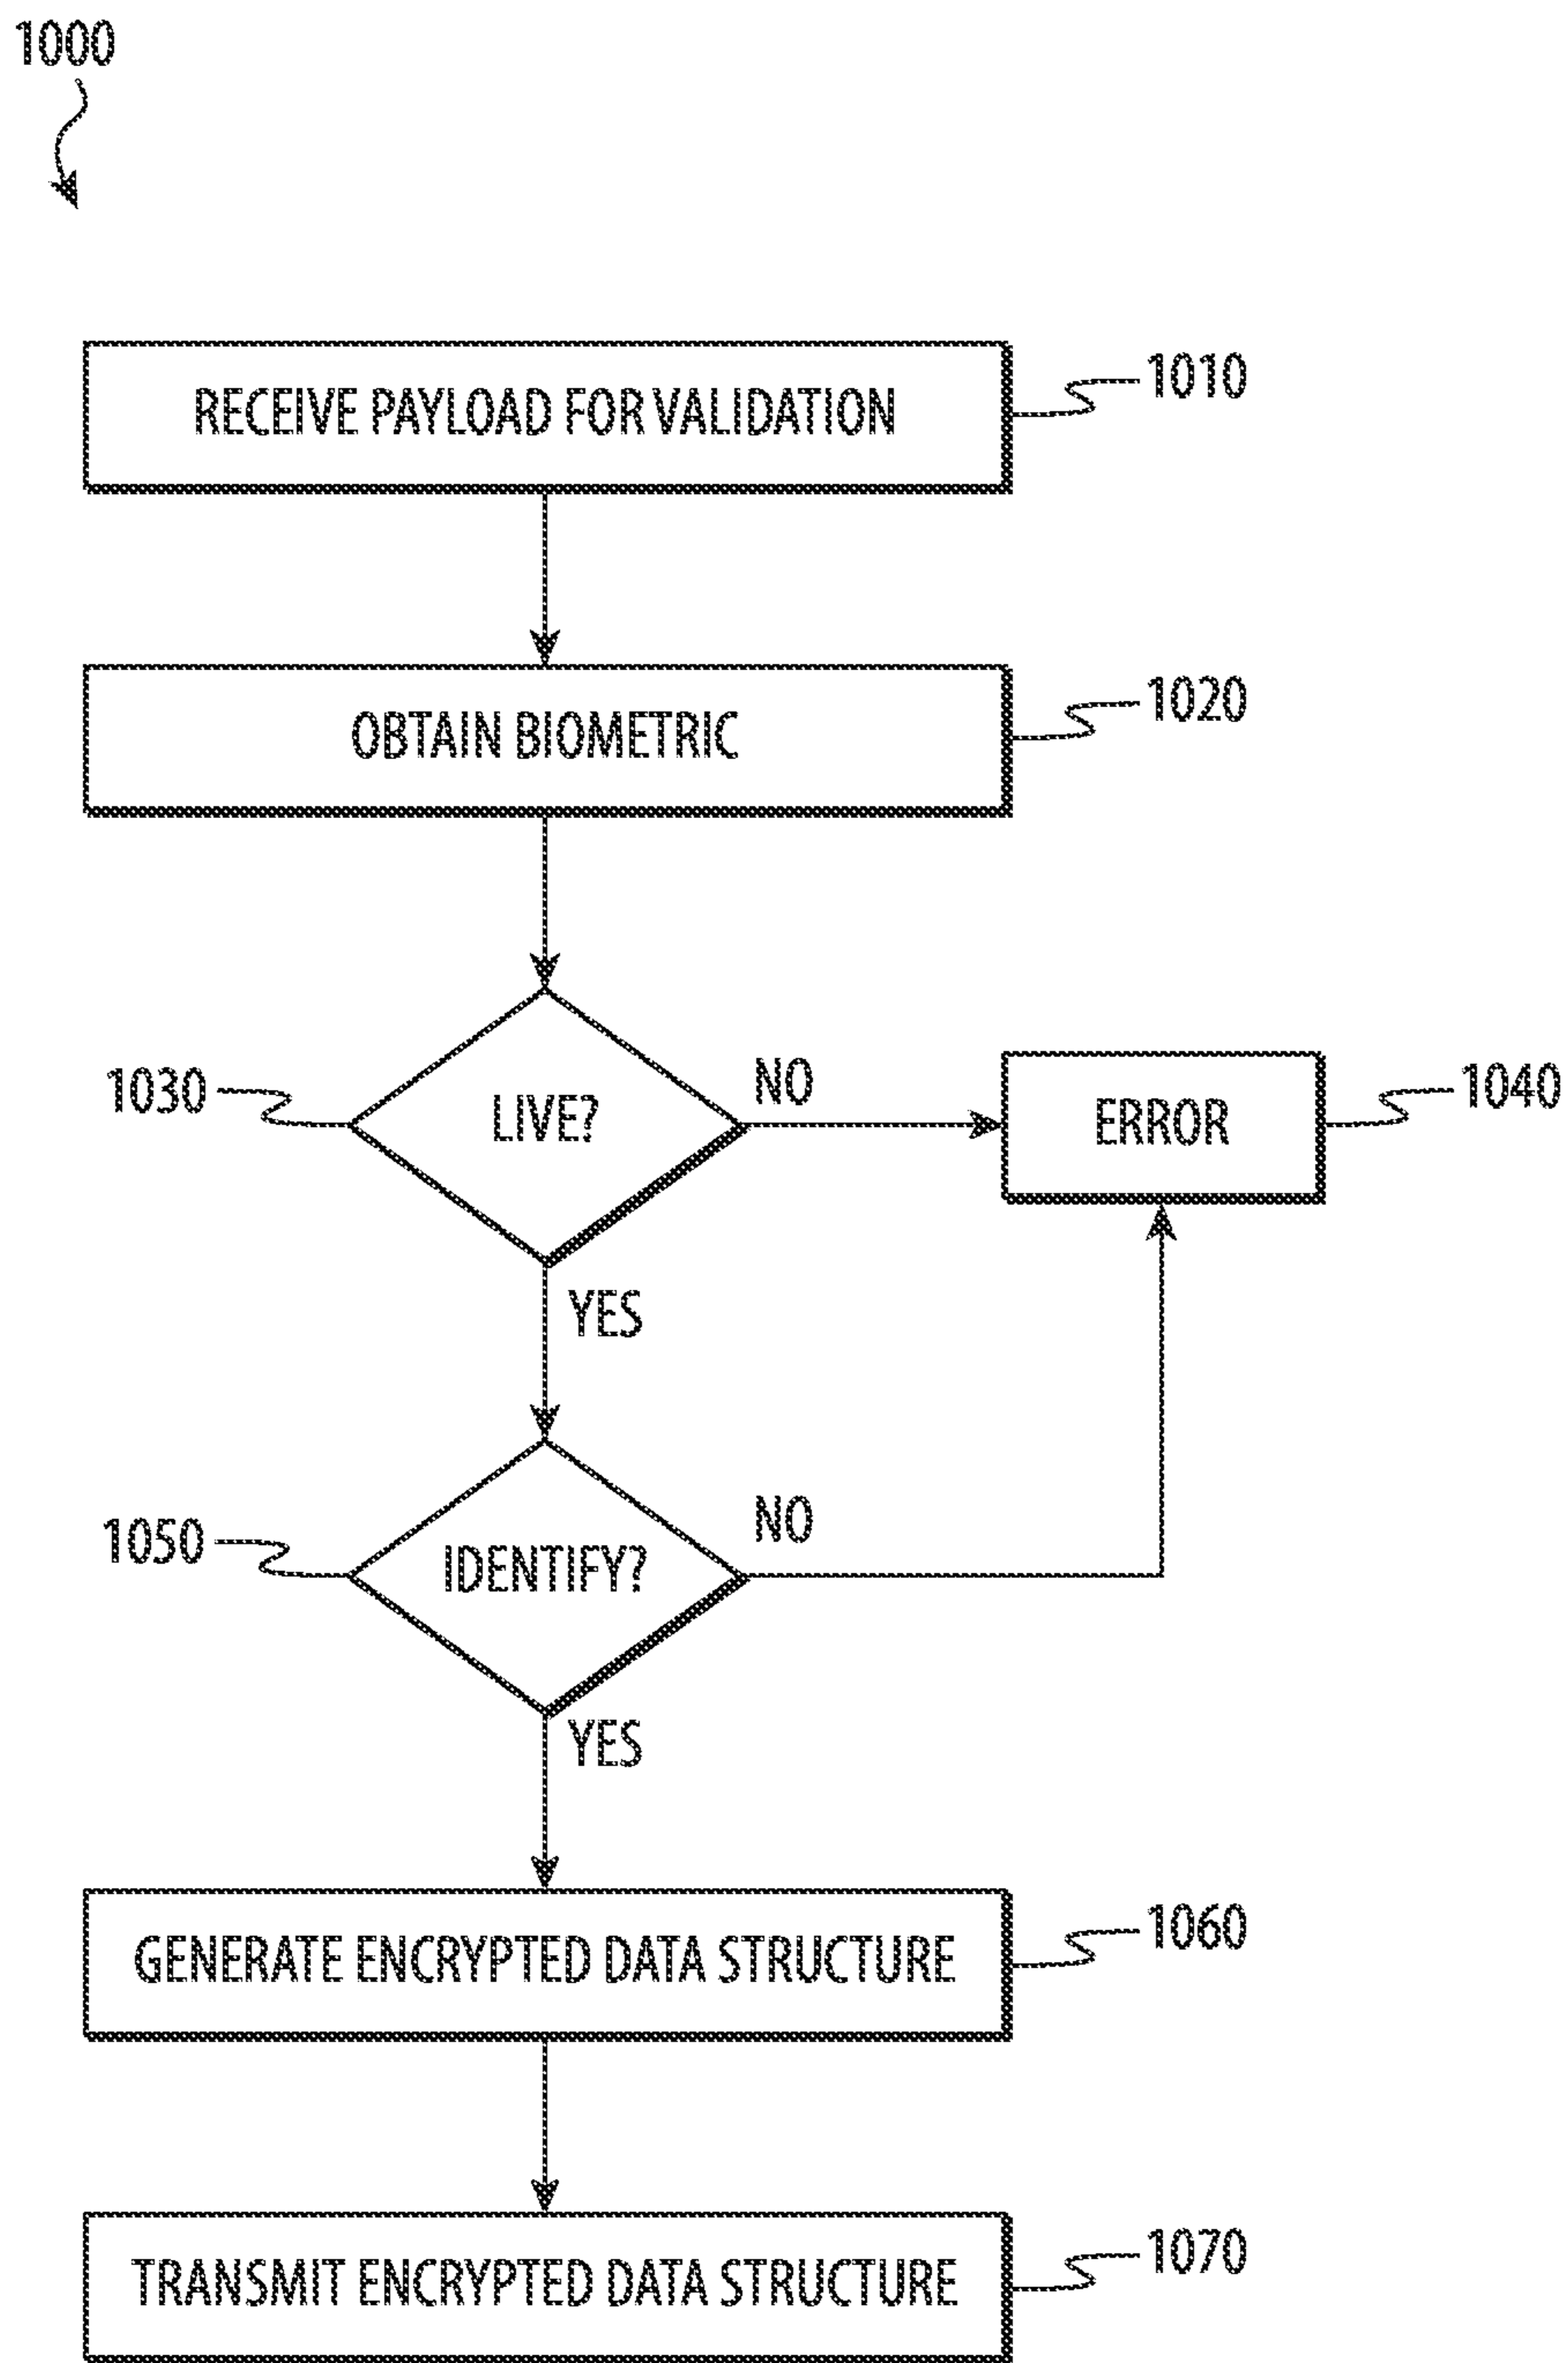 1000
RECEIVE PAYLOAD FOR VALIDATION
1010
OBTAIN BIOMETRIC
1020
1030
LIVE?
NO
ERROR
1040
YES
1050
IDENTIFY?
NO
YES
GENERATE ENCRYPTED DATA STRUCTURE
1060
TRANSMIT ENCRYPTED DATA STRUCTURE
1070